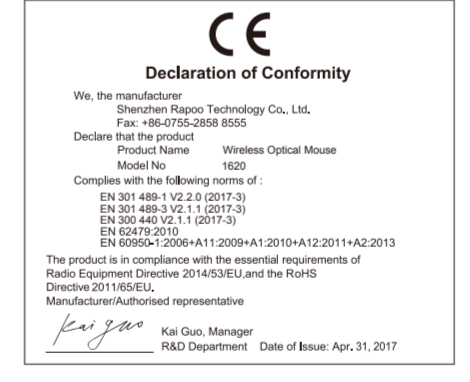 CE
Declaration of Conformity
We, the manufacturer
Shenzhen Rapoo Technology Co., Ltd.
Fax: +86-0755-2858 8555
Declare that the product
Product Name Wireless Optical Mouse
Model No 1620
Complies with the following norms of :
EN 301 489-1 V2.2.0 (2017-3)
EN 301 489-3 V2.1.1 (2017-3)
EN 300 440 V2.1.1 (2017-3)
EN 62479:2010
EN 60950-1:2006+A11:2009+A1:2010+A12:2011+A2:2013
The product is in compliance with the essential requirements of
Radio Equipment Directive 2014/53/EU,and the RoHS
Directive 2011/65/EU.
Manufacturer/Authorised representative
Kai guo
Kai Guo, Manager
R&D Department Date of Issue: Apr. 31, 2017